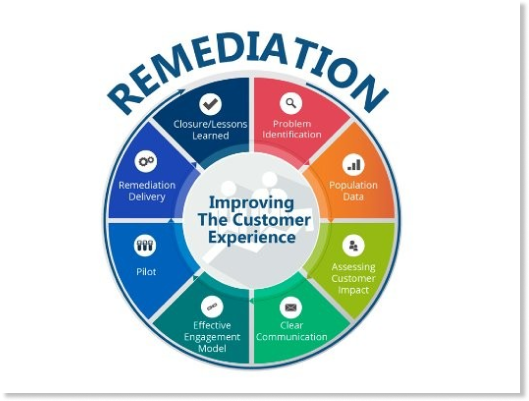 REMEDIATION
Problem
Identification
Population
Data
Assessing
Customer
Impact
Clear
Communication
Effective
Engagement
Model
Pilot
Remediation
Delivery
Closure/Lessons
Learned
Improving
The Customer
Experience